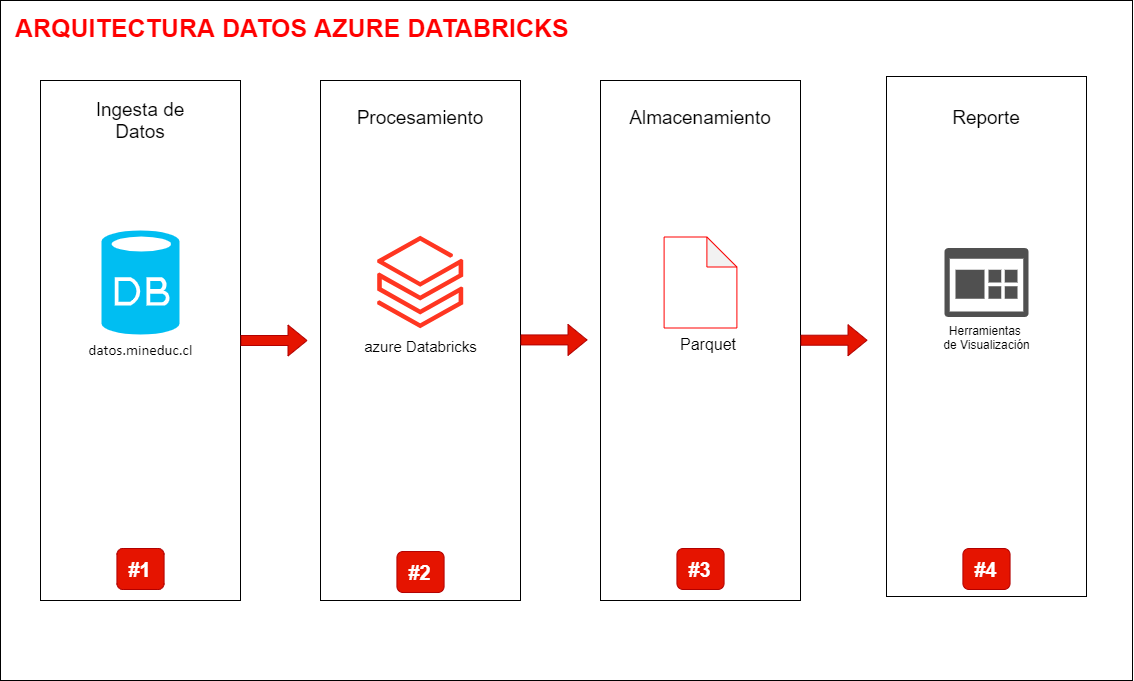 ARQUITECTURA DATOS AZURE DATABRICKS
Ingesta de
Datos
DB
datos.mineduc.cl
#1
Procesamiento
azure Databricks
#2
Almacenamiento
Parquet
#3
Reporte
Herramientas
de Visualización
#4